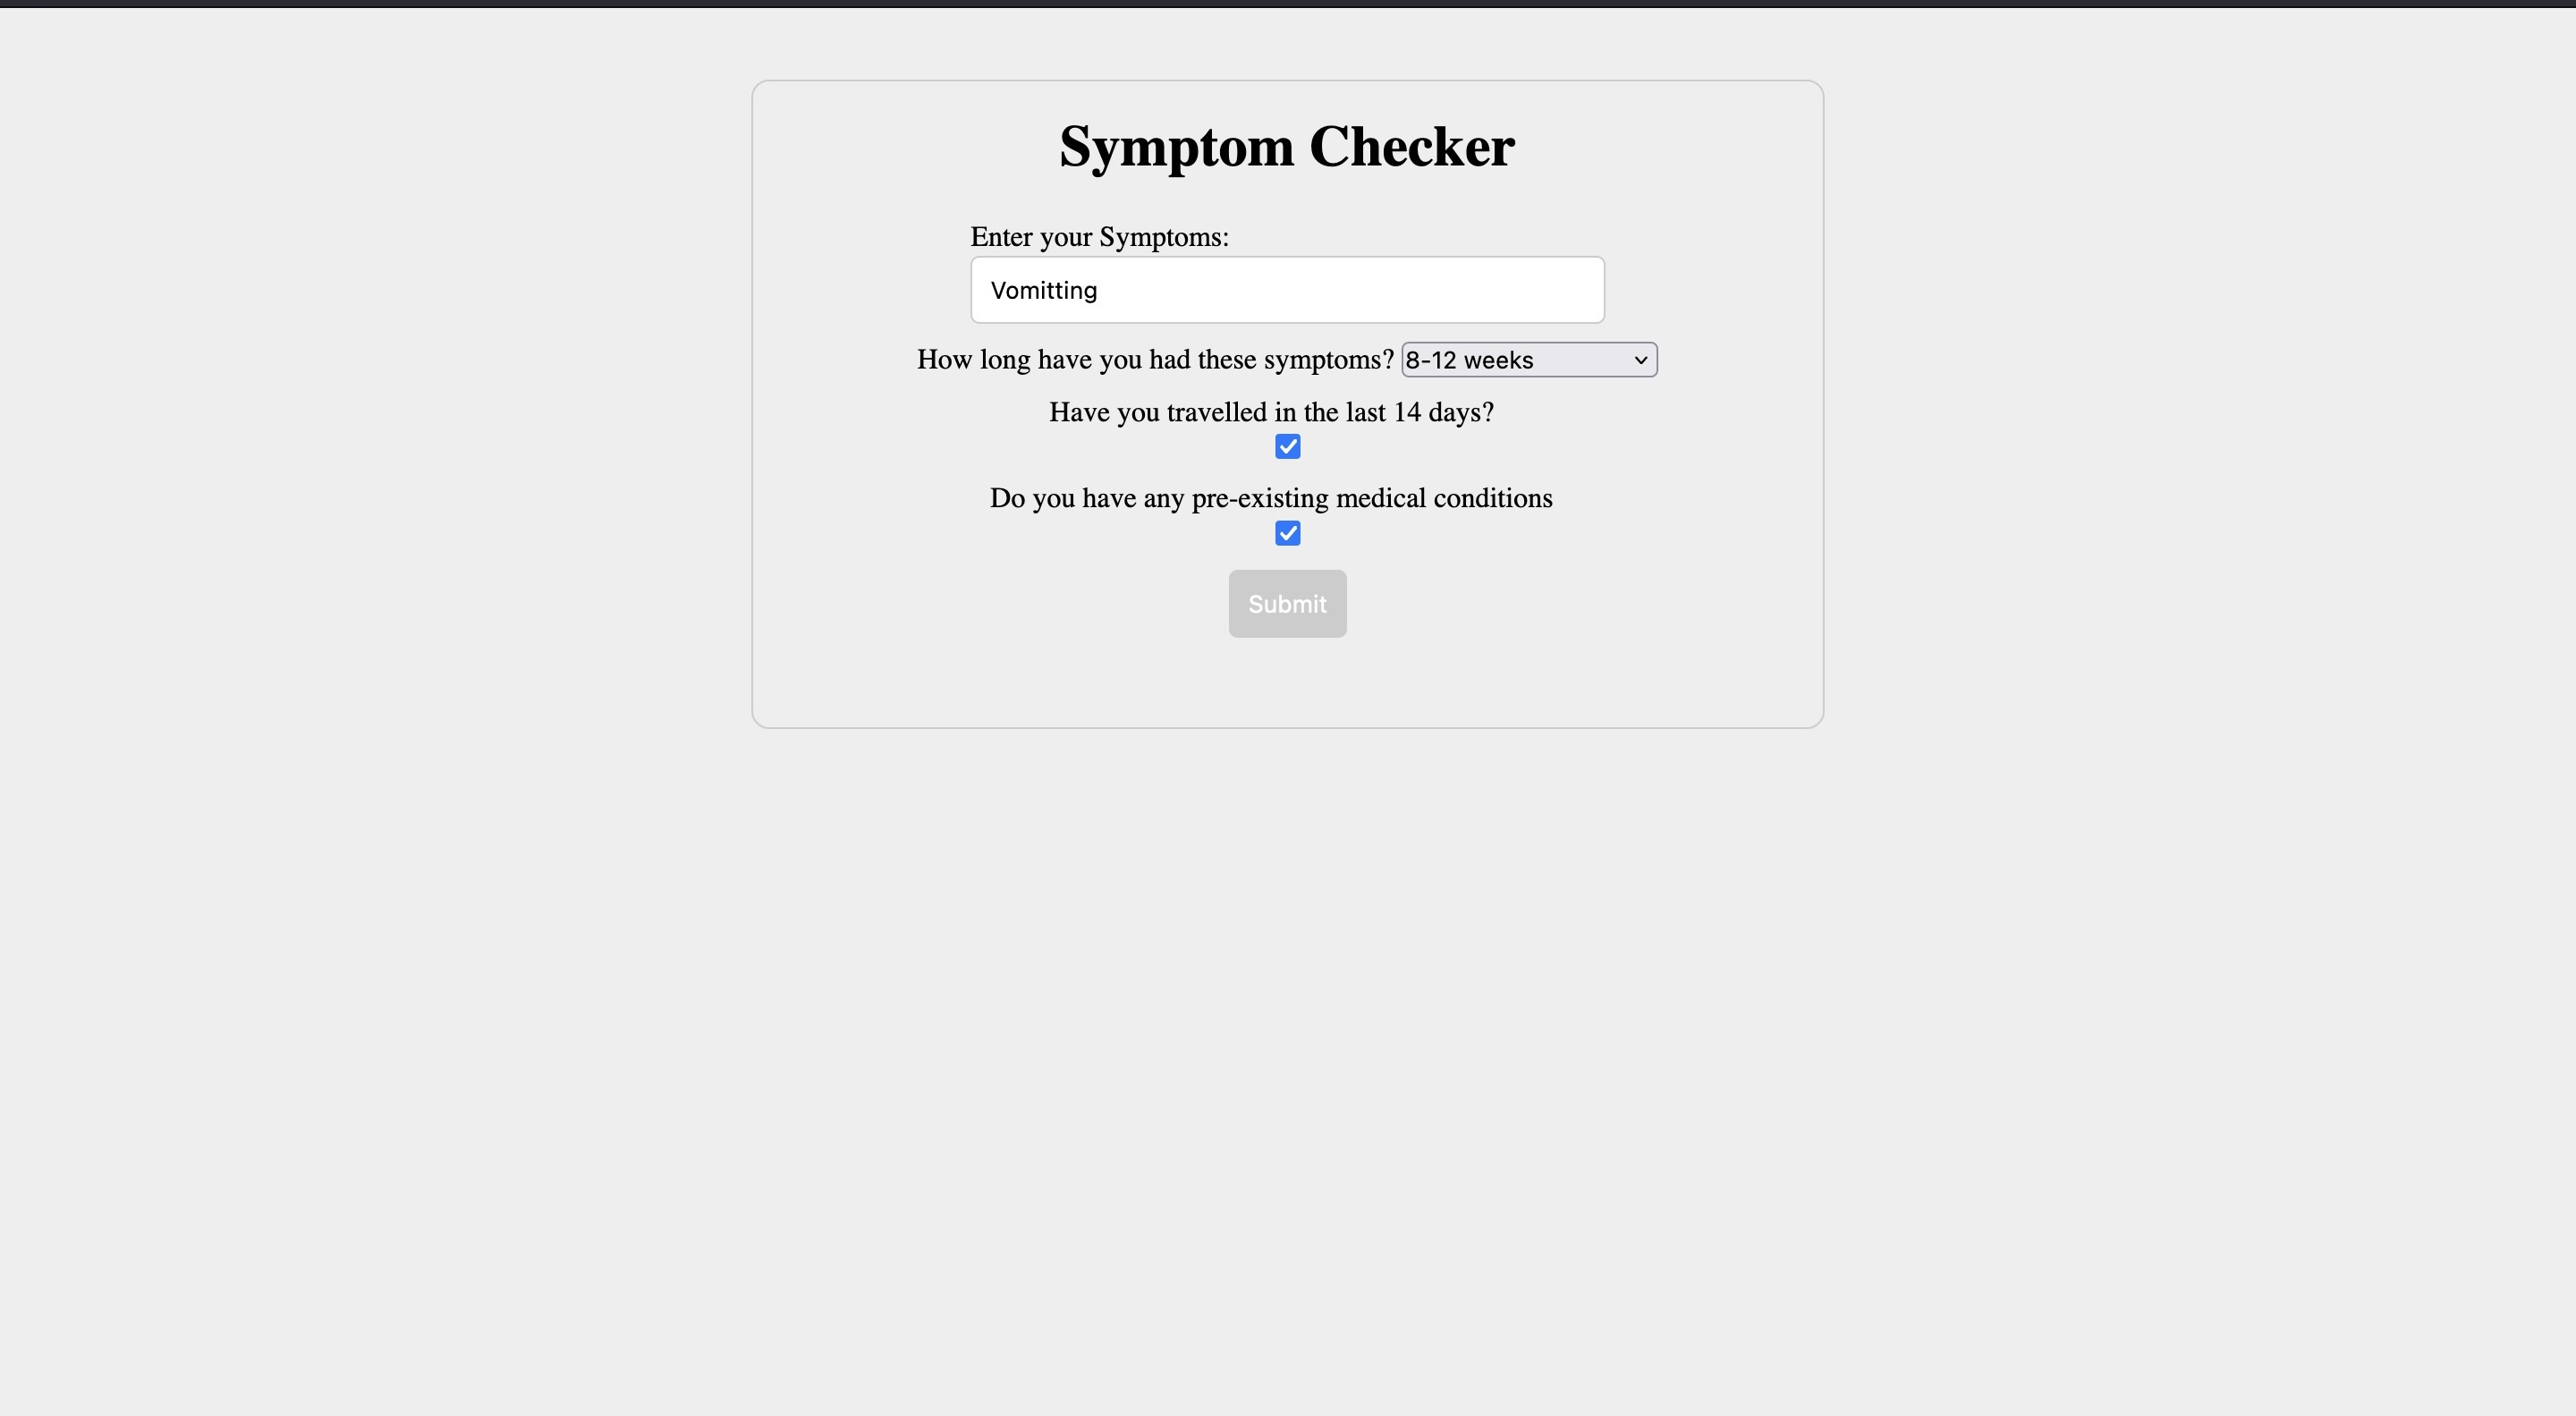 Symptom Checker
Enter your Symptoms:
Vomitting
How long have you had these symptoms? 8-12 weeks
Have you travelled in the last 14 days?
Do you have any pre-existing medical conditions
Submit